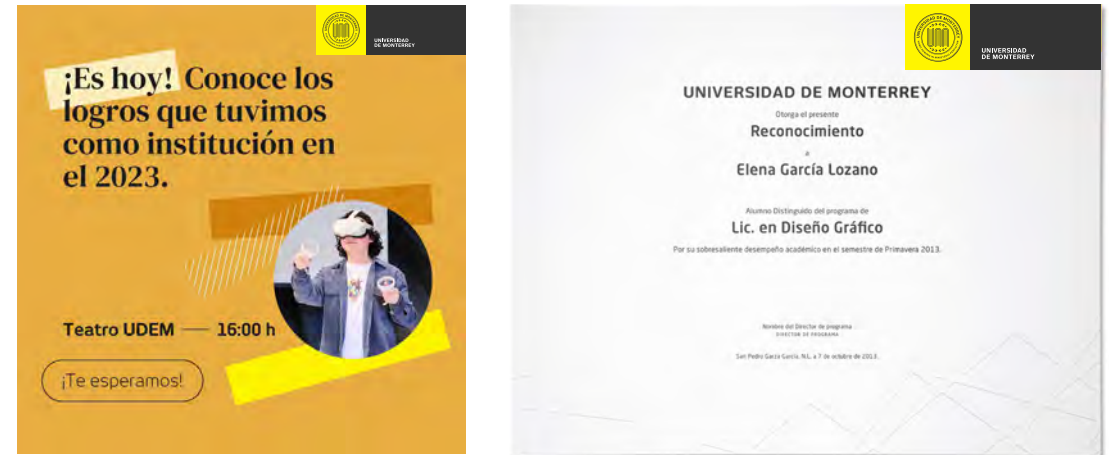 UNIVERSIDAD
DE MONTERREY
¡Es hoy! Conoce los
logros que tuvimos
como institución en
el 2023.
Teatro UDEM — 16:00 h
¡Te esperamos!
UNIVERSIDAD
DE MONTERREY
UNIVERSIDAD DE MONTERREY
Otorga el presente
Reconocimiento
a
Elena García Lozano
Alumno Distinguido del programa de
Lic. en Diseño Gráfico
Por su sobresaliente desempeño académico en el semestre de Primavera 2013.
Nombre del Director de programa
DIRECTOR DE PROGRAMA
San Pedro Garza García, N.L. a 7 de octubre de 2013.